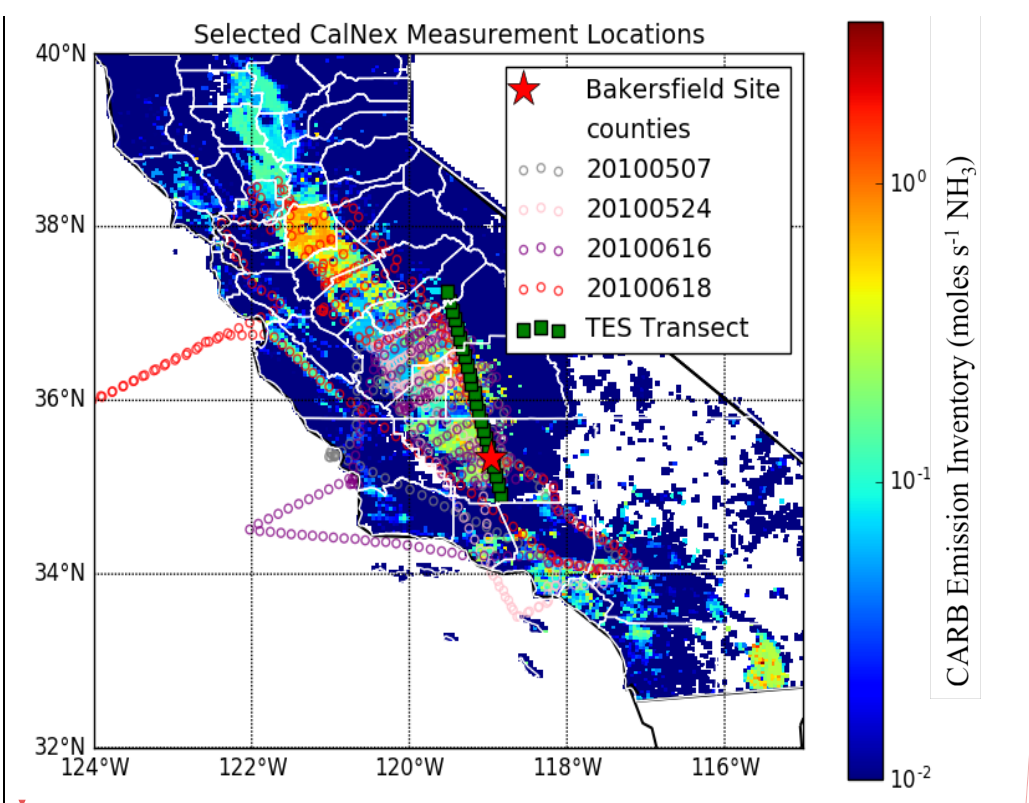 Selected CalNex Measurement Locations
40°N
38°N
36°N
34°N
32°N
124°W
122°W
120°W
118°W
116°W
Bakersfield Site
counties
20100507
20100524
20100616
20100618
TES Transect
10⁰
10⁻¹
10⁻²
CARB Emission Inventory (moles s⁻¹ NH₃)